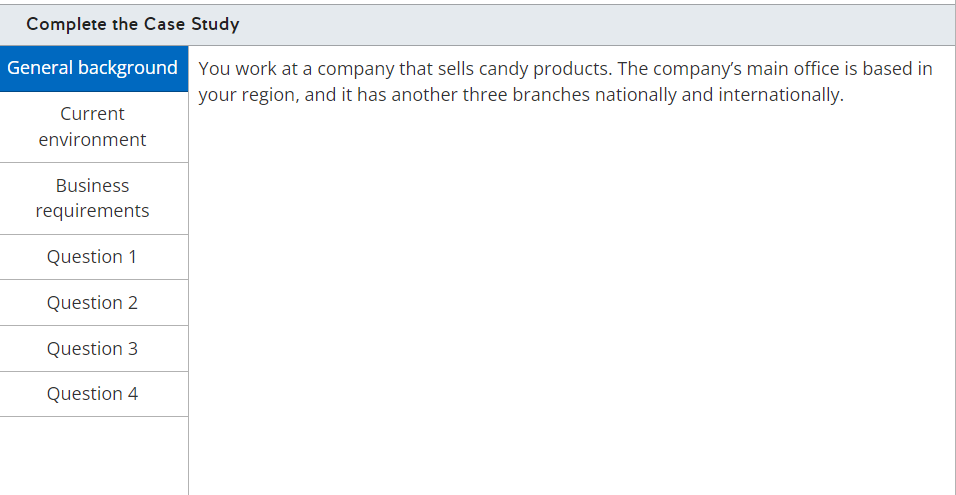 Complete the Case Study
General background
You work at a company that sells candy products. The company’s main office is based in
your region, and it has another three branches nationally and internationally.
Current
environment
Business
requirements
Question 1
Question 2
Question 3
Question 4